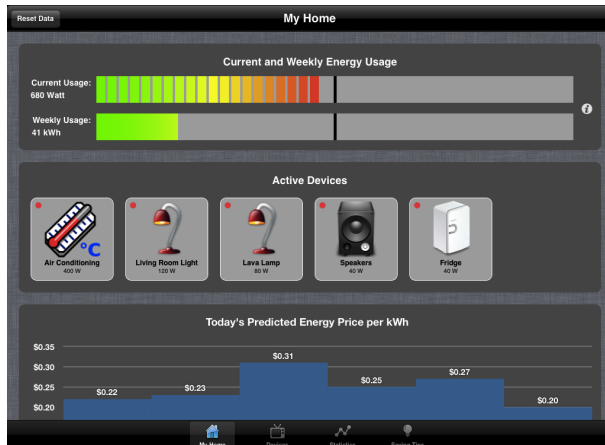 Reset Data
My Home
Current and Weekly Energy Usage
Current Usage:
680 Watt
Weekly Usage:
41 kWh
i
Active Devices
°C
Air Conditioning
400 W
Living Room Light
120 W
Lava Lamp
80 W
Speakers
40 W
Fridge
40 W
Today's Predicted Energy Price per kWh
$0.35
$0.30
$0.25
$0.20
$0.22
$0.23
$0.31
$0.25
$0.27
$0.20
My Home
Devices
Statistics
Saving Tips